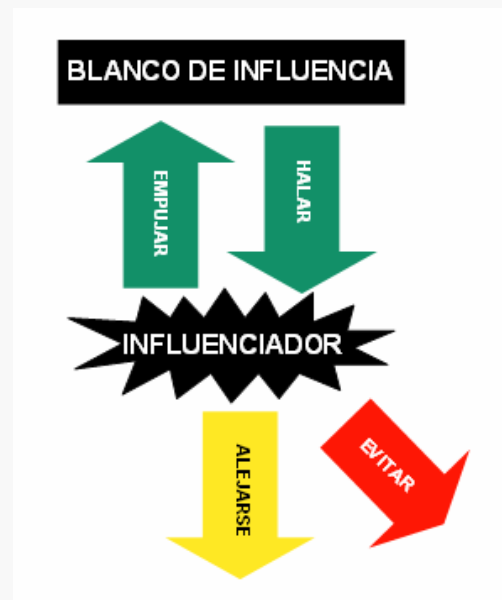 BLANCO DE INFLUENCIA
EMPUJAR
HALAR
INFLUENCIADOR
ALEJARSE
EVITAR